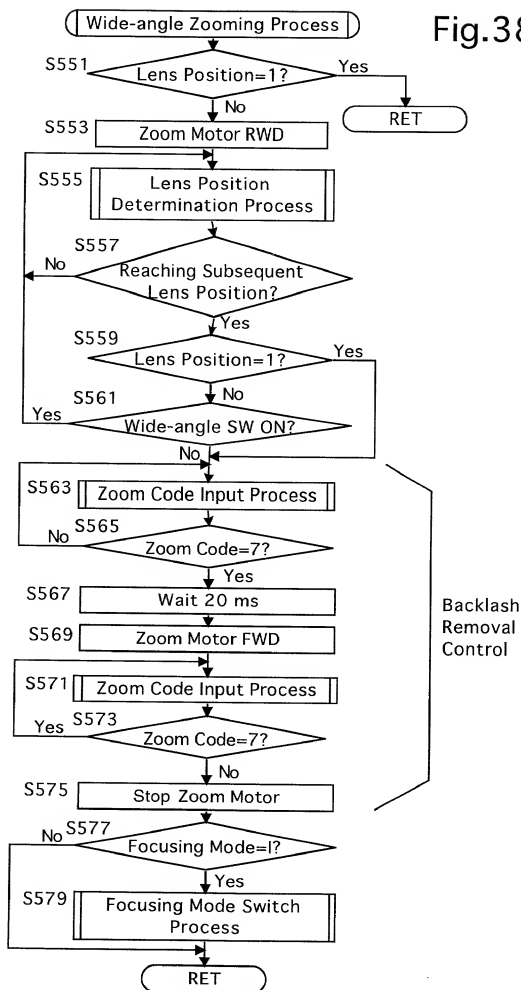 Wide-angle Zooming Process
Fig.38
S551
Lens Position=1?
Yes
RET
No
S553
Zoom Motor RWD
S555
Lens Position
Determination Process
S557
No
Reaching Subsequent
Lens Position?
Yes
S559
Lens Position=1?
Yes
No
S561
Yes
Wide-angle SW ON?
No
S563
Zoom Code Input Process
S565
No
Zoom Code=7?
Yes
S567
Wait 20 ms
S569
Zoom Motor FWD
S571
Zoom Code Input Process
S573
Yes
Zoom Code=7?
No
S575
Stop Zoom Motor
Backlash
Removal
Control
S577
No
Focusing Mode=I?
Yes
S579
Focusing Mode Switch
Process
RET